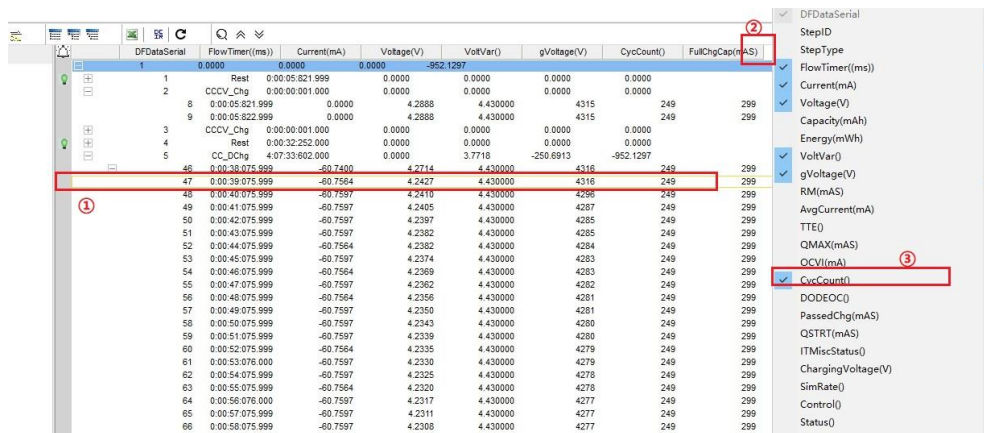 ②
DFDataSerial FlowTimer((ms)) Current(mA) Voltage(V) VoltVar() gVoltage(V) CycCount() FullChgCap(mAS)
1 0.0000 0.0000 0.0000 -952.1297
1 Rest 0:00:05:821.999 0.0000 0.0000 0.0000 0.0000
2 CCCV_Chg 0:00:00:001.000 0.0000 0.0000 0.0000 0.0000
8 0:00:05:821.999 0.0000 4.2888 4.430000 4315 249 299
9 0:00:05:822.999 0.0000 4.2888 4.430000 4315 249 299
3 CCCV_Chg 0:00:00:001.000 0.0000 0.0000 0.0000 0.0000
4 Rest 0:00:32:252.000 0.0000 0.0000 0.0000 0.0000
5 CC_DChg 4:07:33:602.000 0.0000 3.7718 -250.6913 -952.1297
46 0:00:38:075.999 -60.7400 4.2714 4.430000 4316 249 299
47 0:00:39:075.999 -60.7564 4.2427 4.430000 4316 249 299
①
48 0:00:40:075.999 -60.7597 4.2410 4.430000 4296 249 299
49 0:00:41:075.999 -60.7597 4.2405 4.430000 4287 249 299
50 0:00:42:075.999 -60.7597 4.2397 4.430000 4285 249 299
51 0:00:43:075.999 -60.7597 4.2382 4.430000 4285 249 299
52 0:00:44:075.999 -60.7564 4.2382 4.430000 4284 249 299
53 0:00:45:075.999 -60.7597 4.2374 4.430000 4283 249 299
54 0:00:46:075.999 -60.7564 4.2369 4.430000 4283 249 299
55 0:00:47:075.999 -60.7597 4.2362 4.430000 4282 249 299
56 0:00:48:075.999 -60.7564 4.2356 4.430000 4281 249 299
57 0:00:49:075.999 -60.7597 4.2350 4.430000 4281 249 299
58 0:00:50:075.999 -60.7597 4.2343 4.430000 4280 249 299
59 0:00:51:075.999 -60.7597 4.2339 4.430000 4280 249 299
60 0:00:52:075.999 -60.7564 4.2335 4.430000 4279 249 299
61 0:00:53:076.000 -60.7597 4.2330 4.430000 4279 249 299
62 0:00:54:075.999 -60.7597 4.2325 4.430000 4278 249 299
63 0:00:55:075.999 -60.7564 4.2320 4.430000 4278 249 299
64 0:00:56:076.000 -60.7597 4.2317 4.430000 4277 249 299
65 0:00:57:075.999 -60.7597 4.2311 4.430000 4277 249 299
66 0:00:58:075.999 -60.7597 4.2308 4.430000 4277 249 299
DFDataSerial
StepID
StepType
FlowTimer((ms))
Current(mA)
Voltage(V)
Capacity(mAh)
Energy(mWh)
VoltVar()
gVoltage(V)
RM(mAS)
AvgCurrent(mA)
TTE()
QMAX(mAS)
OCVI(mA)
③
CycCount()
DODEOC()
PassedChg(mAS)
QSTRT(mAS)
ITMiscStatus()
ChargingVoltage(V)
SimRate()
Control()
Status()